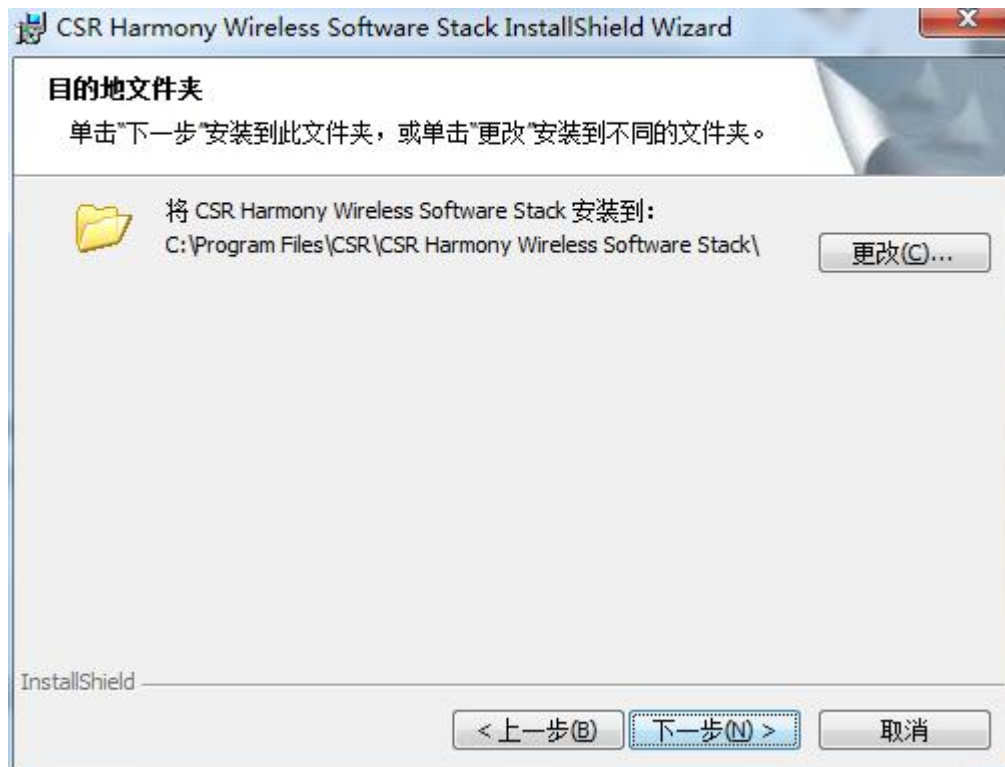 CSR Harmony Wireless Software Stack InstallShield Wizard
目的地文件夹
单击“下一步”安装到此文件夹，或单击“更改”安装到不同的文件夹。
将 CSR Harmony Wireless Software Stack 安装到：
C:\Program Files\CSR\CSR Harmony Wireless Software Stack\
更改(C)...
InstallShield
<上一步(B)
下一步(N) >
取消